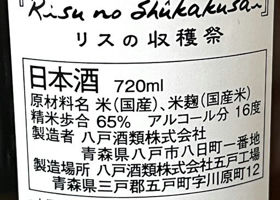 『Risu no Shûkakusai』
リスの収穫祭
日本酒 720ml
原材料名 米(国産)、米麹(国産米)
精米歩合 65% アルコール分 16度
製造者 八戸酒類株式会社
青森県八戸市八日町一番地
製造場所 八戸酒類株式会社五戸工場
青森県三戸郡五戸町字川原町12